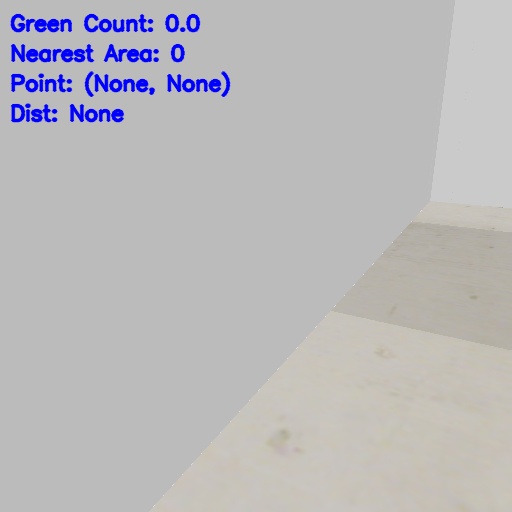 Green Count: 0.0
Nearest Area: 0
Point: (None, None)
Dist: None